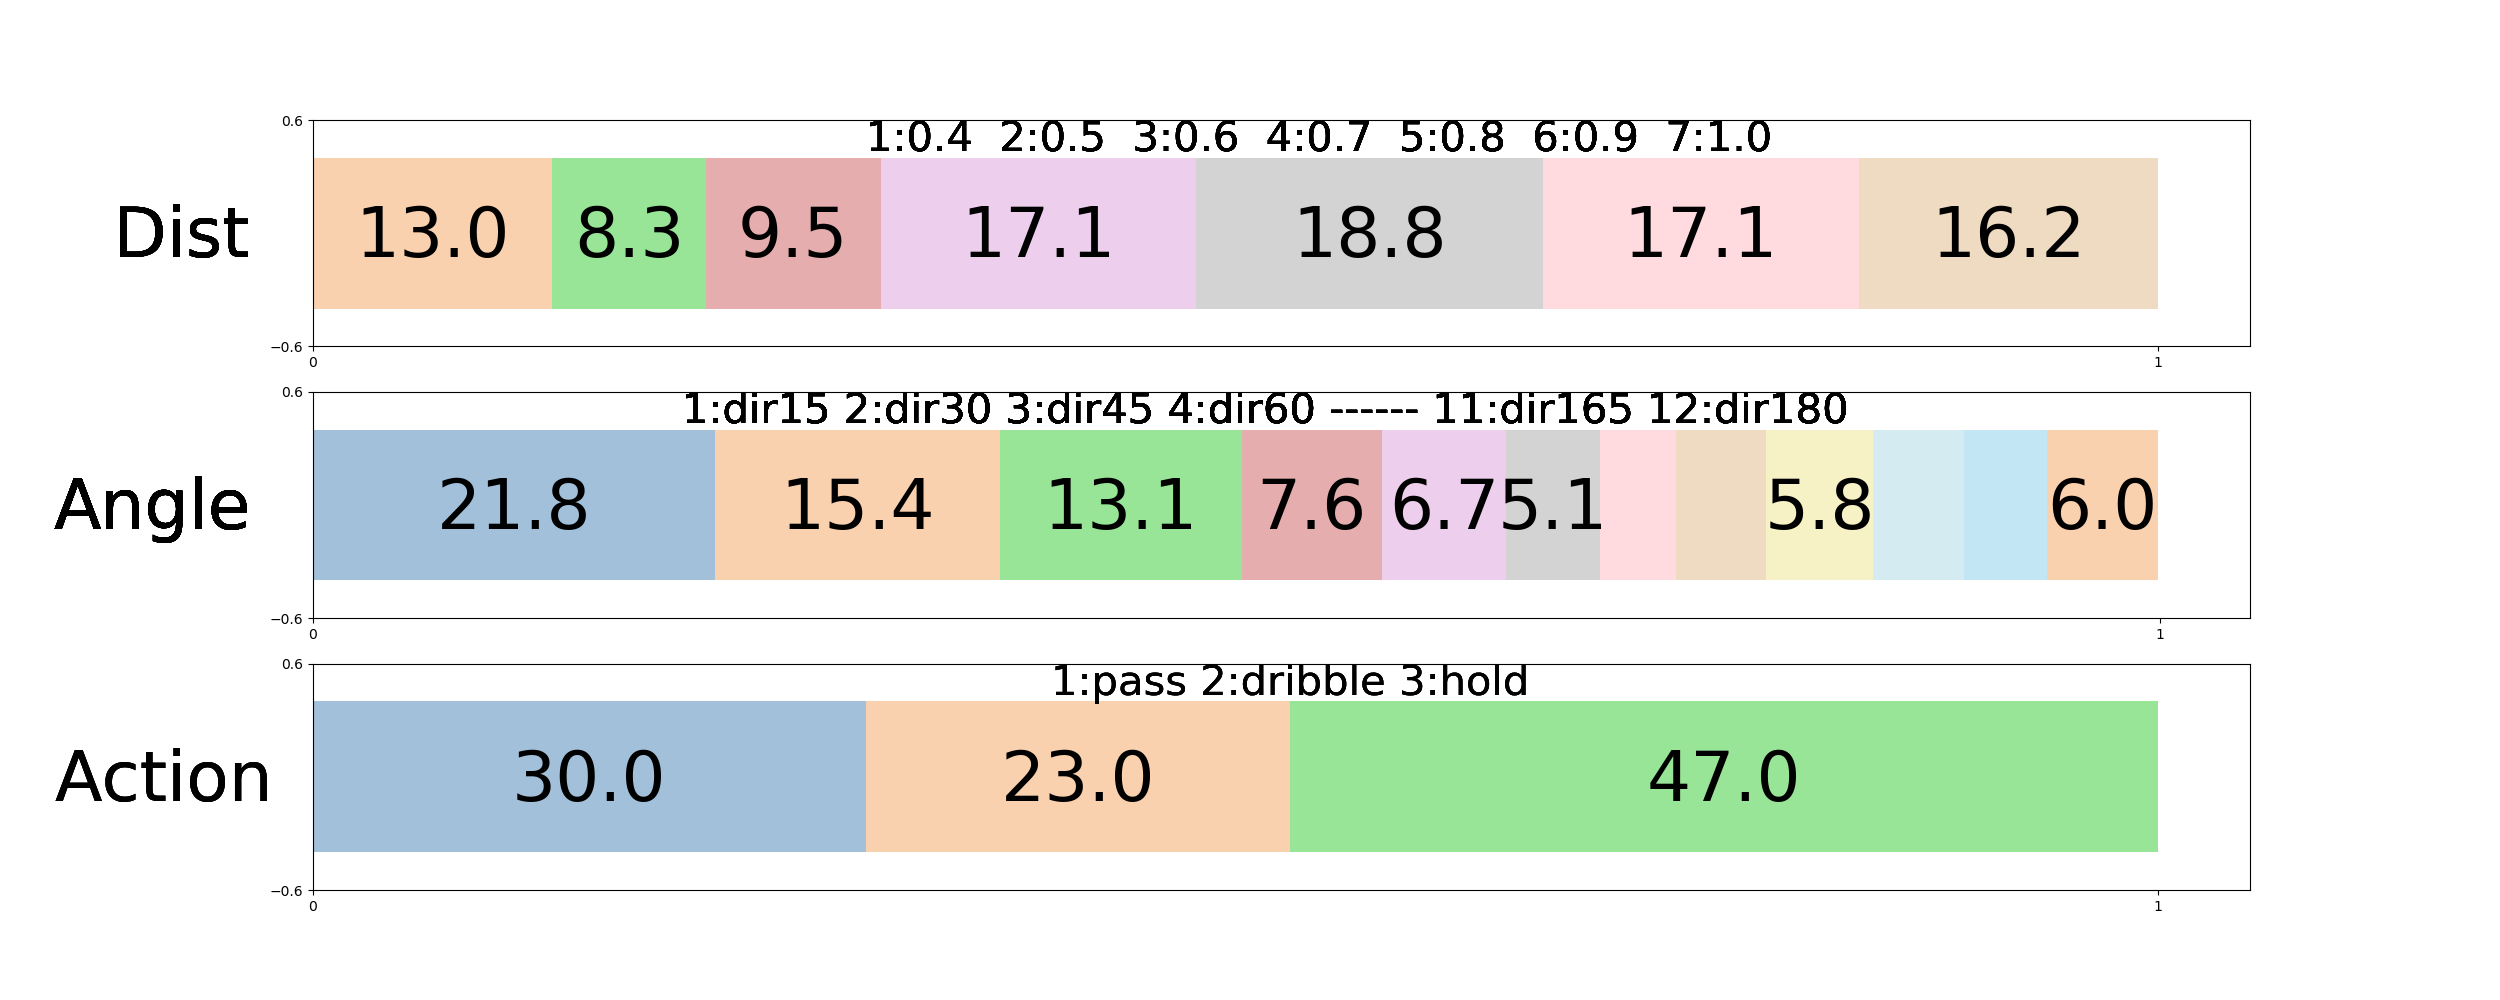 0.6
1:0.4 2:0.5 3:0.6 4:0.7 5:0.8 6:0.9 7:1.0
Dist
13.0 8.3 9.5 17.1 18.8 17.1 16.2
−0.6
0 1
0.6
1:dir15 2:dir30 3:dir45 4:dir60 ------ 11:dir165 12:dir180
Angle
21.8 15.4 13.1 7.6 6.7 5.1 5.8 6.0
−0.6
0 1
0.6
1:pass 2:dribble 3:hold
Action
30.0 23.0 47.0
−0.6
0 1